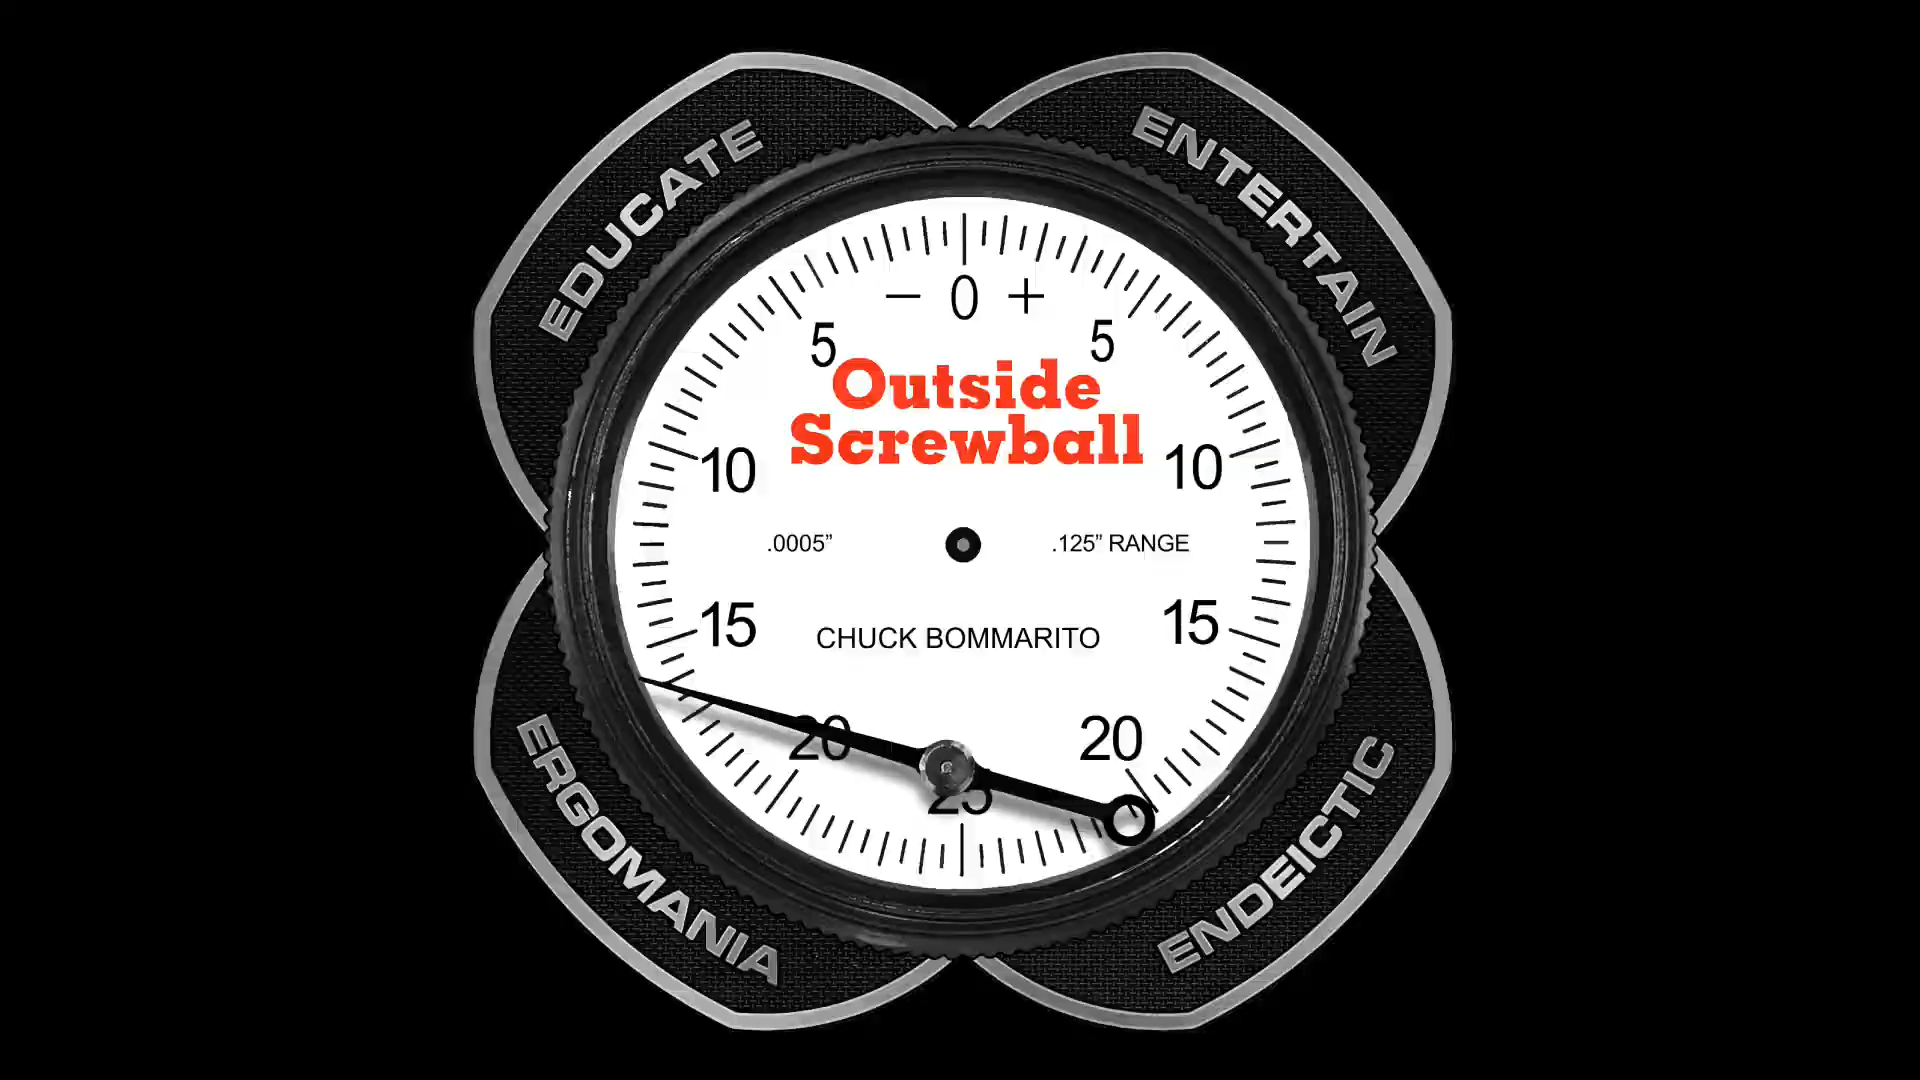 EDUCATE
ENTERTAIN
− 0 +
5 5
Outside
Screwball
10 10
.0005” .125” RANGE
15 15
CHUCK BOMMARITO
20 20
25
ERGOMANIA
ENDEICTIC